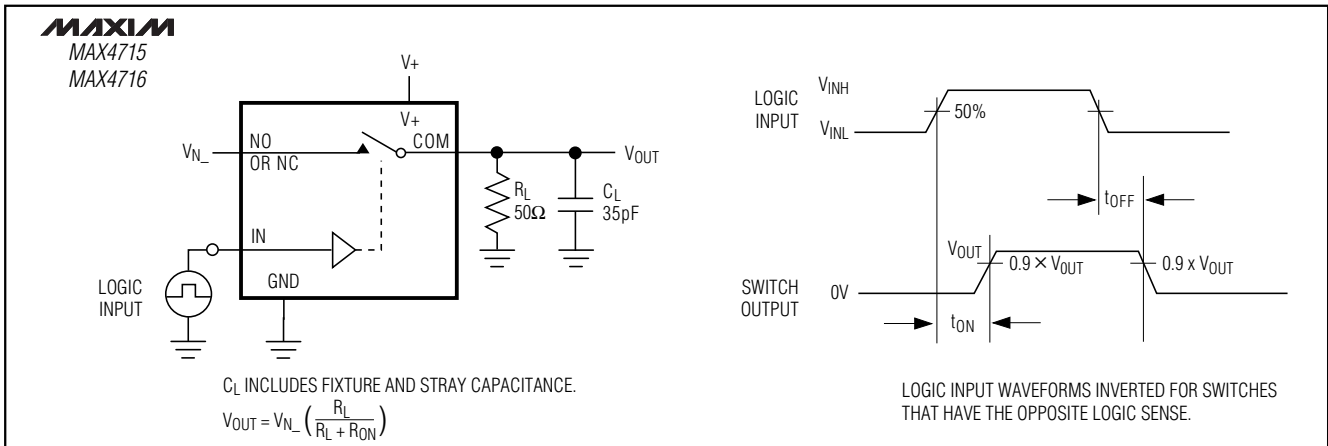 MAXIM
MAX4715
MAX4716
V+
V+
NO
OR NC
COM
V_N_
V_OUT
R_L
50Ω
C_L
35pF
IN
GND
LOGIC
INPUT
C_L INCLUDES FIXTURE AND STRAY CAPACITANCE.
V_OUT = V_N_ (R_L / (R_L + R_ON))
LOGIC
INPUT
V_INH
V_INL
50%
t_OFF
V_OUT
0.9 × V_OUT
0.9 x V_OUT
SWITCH
OUTPUT
0V
t_ON
LOGIC INPUT WAVEFORMS INVERTED FOR SWITCHES
THAT HAVE THE OPPOSITE LOGIC SENSE.